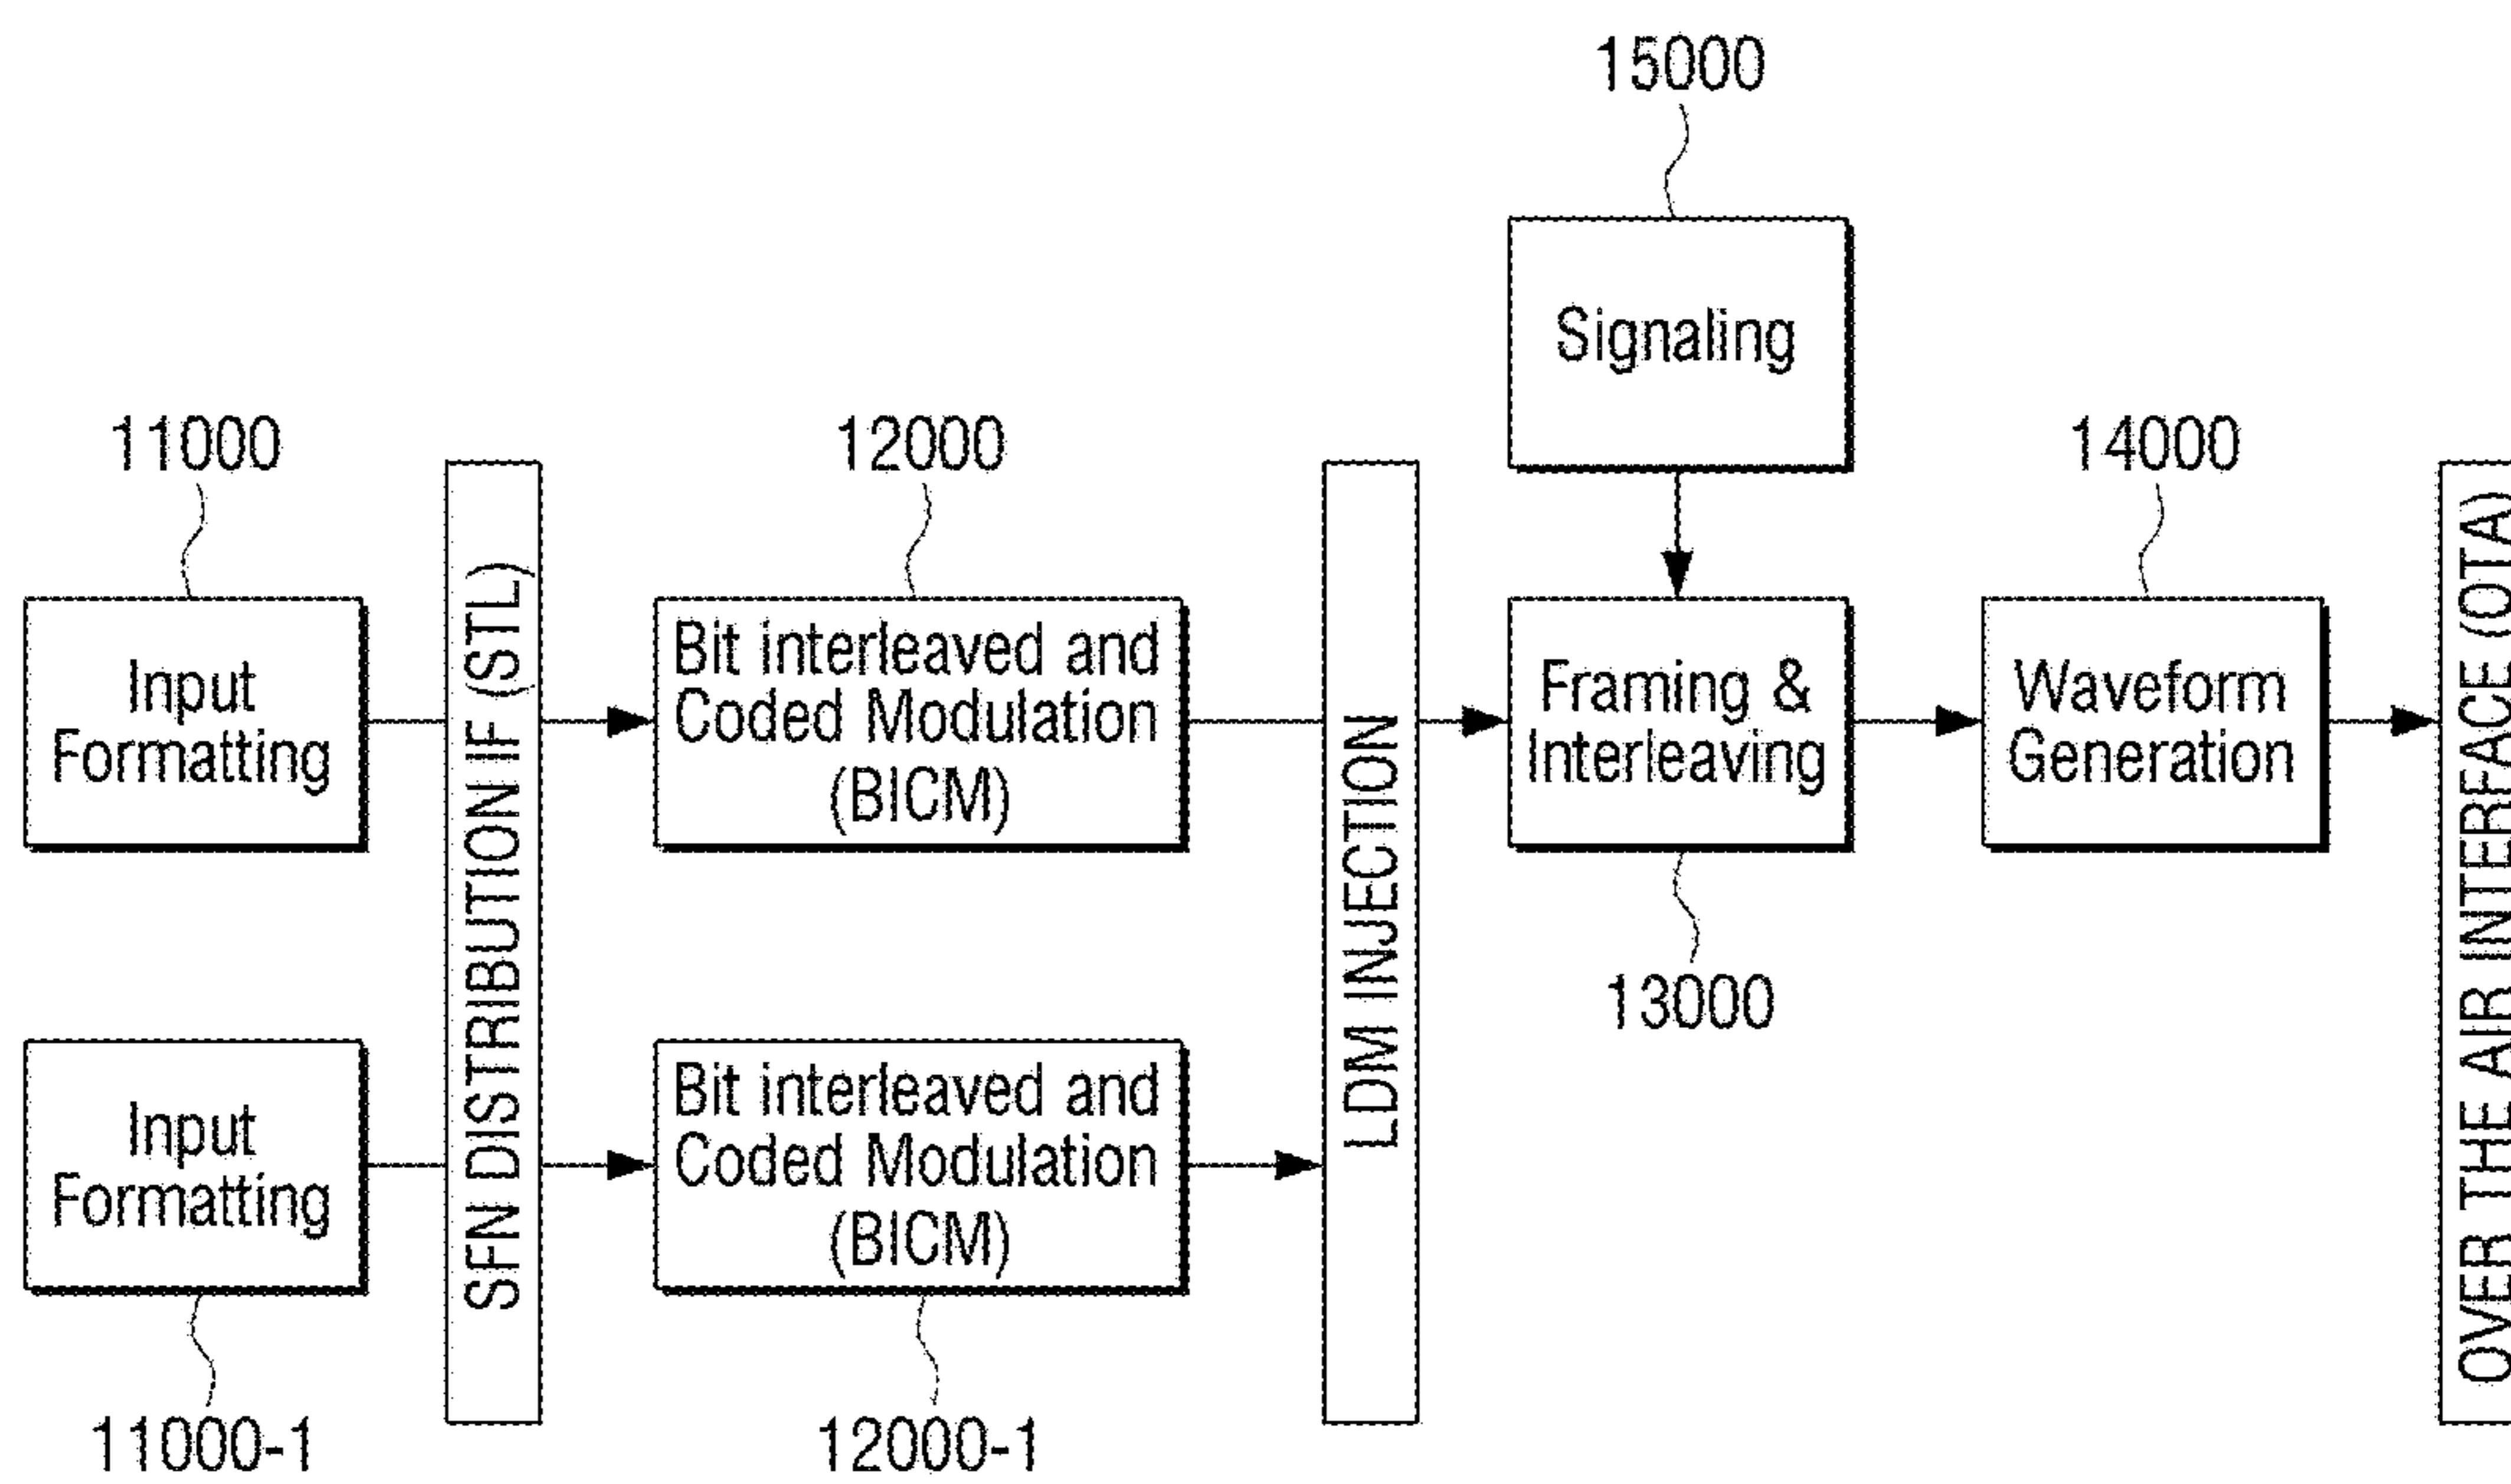 15000
Signaling
11000
12000
14000
Input
Formatting
SFN DISTRIBUTION IF (STL)
Bit interleaved and
Coded Modulation
(BICM)
LDM INJECTION
Framing &
Interleaving
Waveform
Generation
OVER THE AIR INTERFACE (OTA)
13000
Input
Formatting
Bit interleaved and
Coded Modulation
(BICM)
11000-1
12000-1